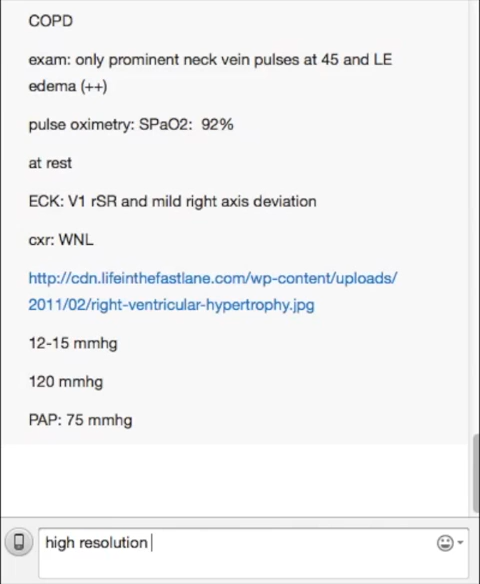 COPD
exam: only prominent neck vein pulses at 45 and LE
edema (++)
pulse oximetry: SPaO2: 92%
at rest
ECK: V1 rSR and mild right axis deviation
cxr: WNL
http://cdn.lifeinthefastlane.com/wp-content/uploads/
2011/02/right-ventricular-hypertrophy.jpg
12-15 mmhg
120 mmhg
PAP: 75 mmhg
high resolution